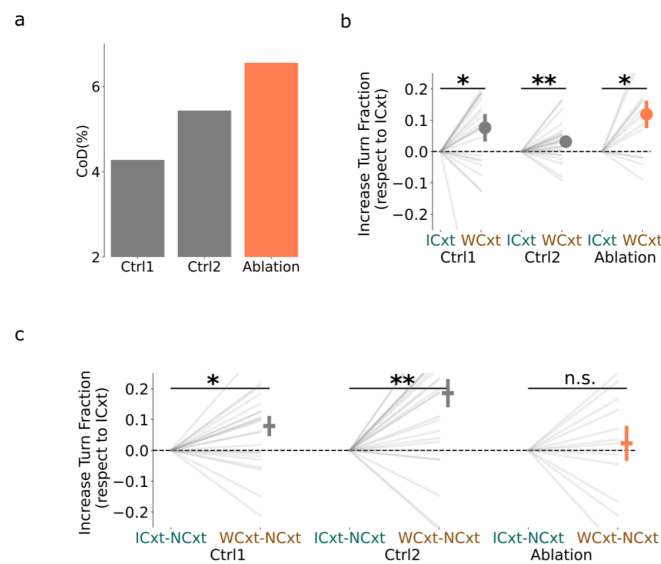 a
CoD(%)
6
4
2
Ctrl1 Ctrl2 Ablation
b
Increase Turn Fraction
(respect to ICxt)
0.2
0.1
0.0
−0.1
−0.2
* ** *
ICxt WCxt ICxt WCxt ICxt WCxt
Ctrl1 Ctrl2 Ablation
c
Increase Turn Fraction
(respect to ICxt)
0.2
0.1
0.0
−0.1
−0.2
* ** n.s.
ICxt-NCxt WCxt-NCxt ICxt-NCxt WCxt-NCxt ICxt-NCxt WCxt-NCxt
Ctrl1 Ctrl2 Ablation